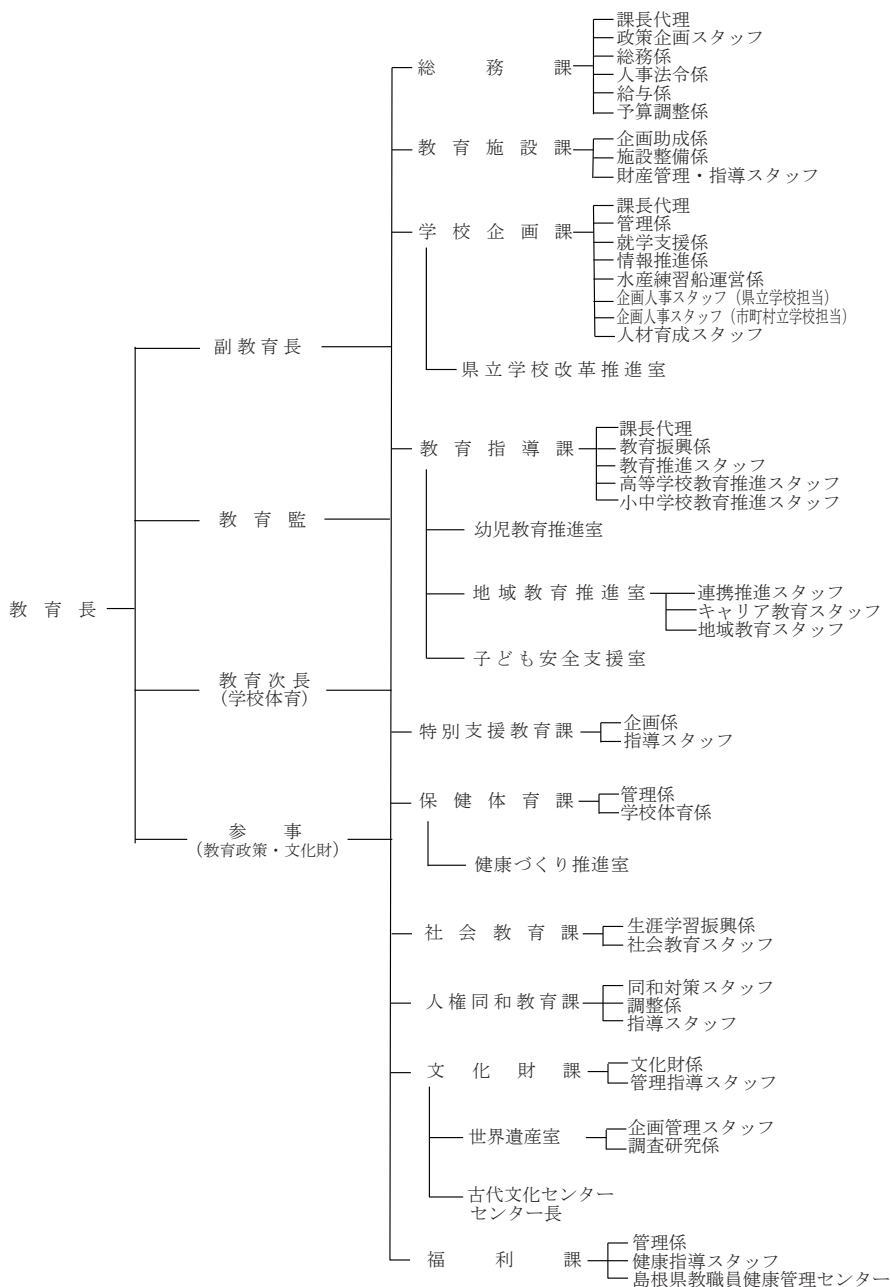 教育長
副教育長
教育監
教育次長
(学校体育)
参事
(教育政策・文化財)
総務課
課長代理
政策企画スタッフ
総務係
人事法令係
給与係
予算調整係
教育施設課
企画助成係
施設整備係
財産管理・指導スタッフ
学校企画課
課長代理
管理係
就学支援係
情報推進係
水産練習船運営係
企画人事スタッフ(県立学校担当)
企画人事スタッフ(市町村立学校担当)
人材育成スタッフ
県立学校改革推進室
教育指導課
課長代理
教育振興係
教育推進スタッフ
高等学校教育推進スタッフ
小中学校教育推進スタッフ
幼児教育推進室
地域教育推進室
連携推進スタッフ
キャリア教育スタッフ
地域教育スタッフ
子ども安全支援室
特別支援教育課
企画係
指導スタッフ
保健体育課
管理係
学校体育係
健康づくり推進室
社会教育課
生涯学習振興係
社会教育スタッフ
人権同和教育課
同和対策スタッフ
調整係
指導スタッフ
文化財課
文化財係
管理指導スタッフ
世界遺産室
企画管理スタッフ
調査研究係
古代文化センター
センター長
福利課
管理係
健康指導スタッフ
島根県教職員健康管理センター